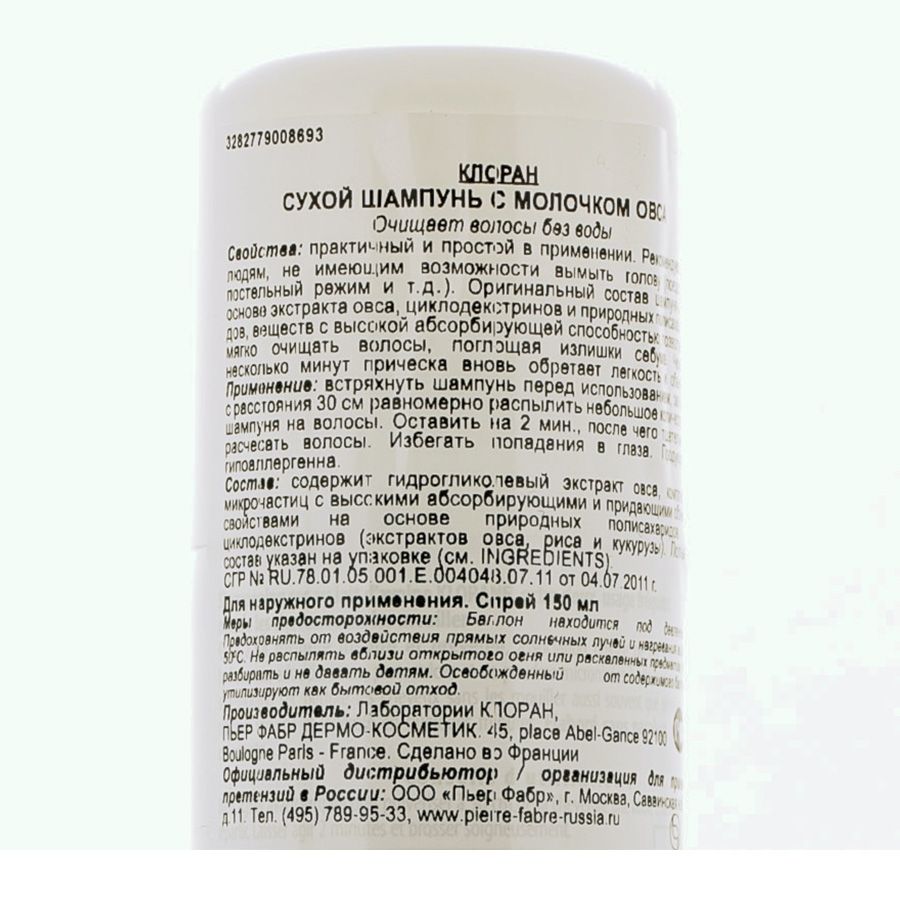 3282779008693
КЛОРАН
СУХОЙ ШАМПУНЬ С МОЛОЧКОМ ОВСА
Очищает волосы без воды
Свойства: практичный и простой в применении.
людям, не имеющим возможности вымыть голову
постельный режим и т.д.). Оригинальный состав
основе экстракта овса, циклодекстринов и природных
дов, веществ с высокой абсорбирующей способностью
мягко очищать волосы, поглощая излишки
несколько минут прическа вновь обретает легкость
Применение: встряхнуть шампунь перед использованием
с расстояния 30 см равномерно распылить небольшое
шампуня на волосы. Оставить на 2 мин., после чего
расчесать волосы. Избегать попадания в глаза.
гипоаллергенна.
Состав: содержит гидрогликолевый экстракт овса,
микрочастиц с высокими абсорбирующими и придающими
свойствами на основе природных полисахаридов
циклодекстринов (экстрактов овса, риса и кукурузы).
состав указан на упаковке (см. INGREDIENTS).
СГР № RU.78.01.05.001.E.004048.07.11 от 04.07.2011 г.
Для наружного применения. Спрей 150 мл
Меры предосторожности: Баллон находится под
Предохранять от воздействия прямых солнечных лучей и нагревания
50°C. Не распылять вблизи открытого огня или раскаленных
разбирать и не давать детям. Освобожденный от содержимого
утилизируют как бытовой отход.
Производитель: Лаборатории КЛОРАН,
ПЬЕР ФАБР ДЕРМО-КОСМЕТИК. 45, place Abel-Gance 92100
Boulogne Paris - France. Сделано во Франции
Официальный дистрибьютор / организация для
претензий в России: ООО «Пьер Фабр», г. Москва, Саввинская
д.11. Тел. (495) 789-95-33, www.pierre-fabre-russia.ru